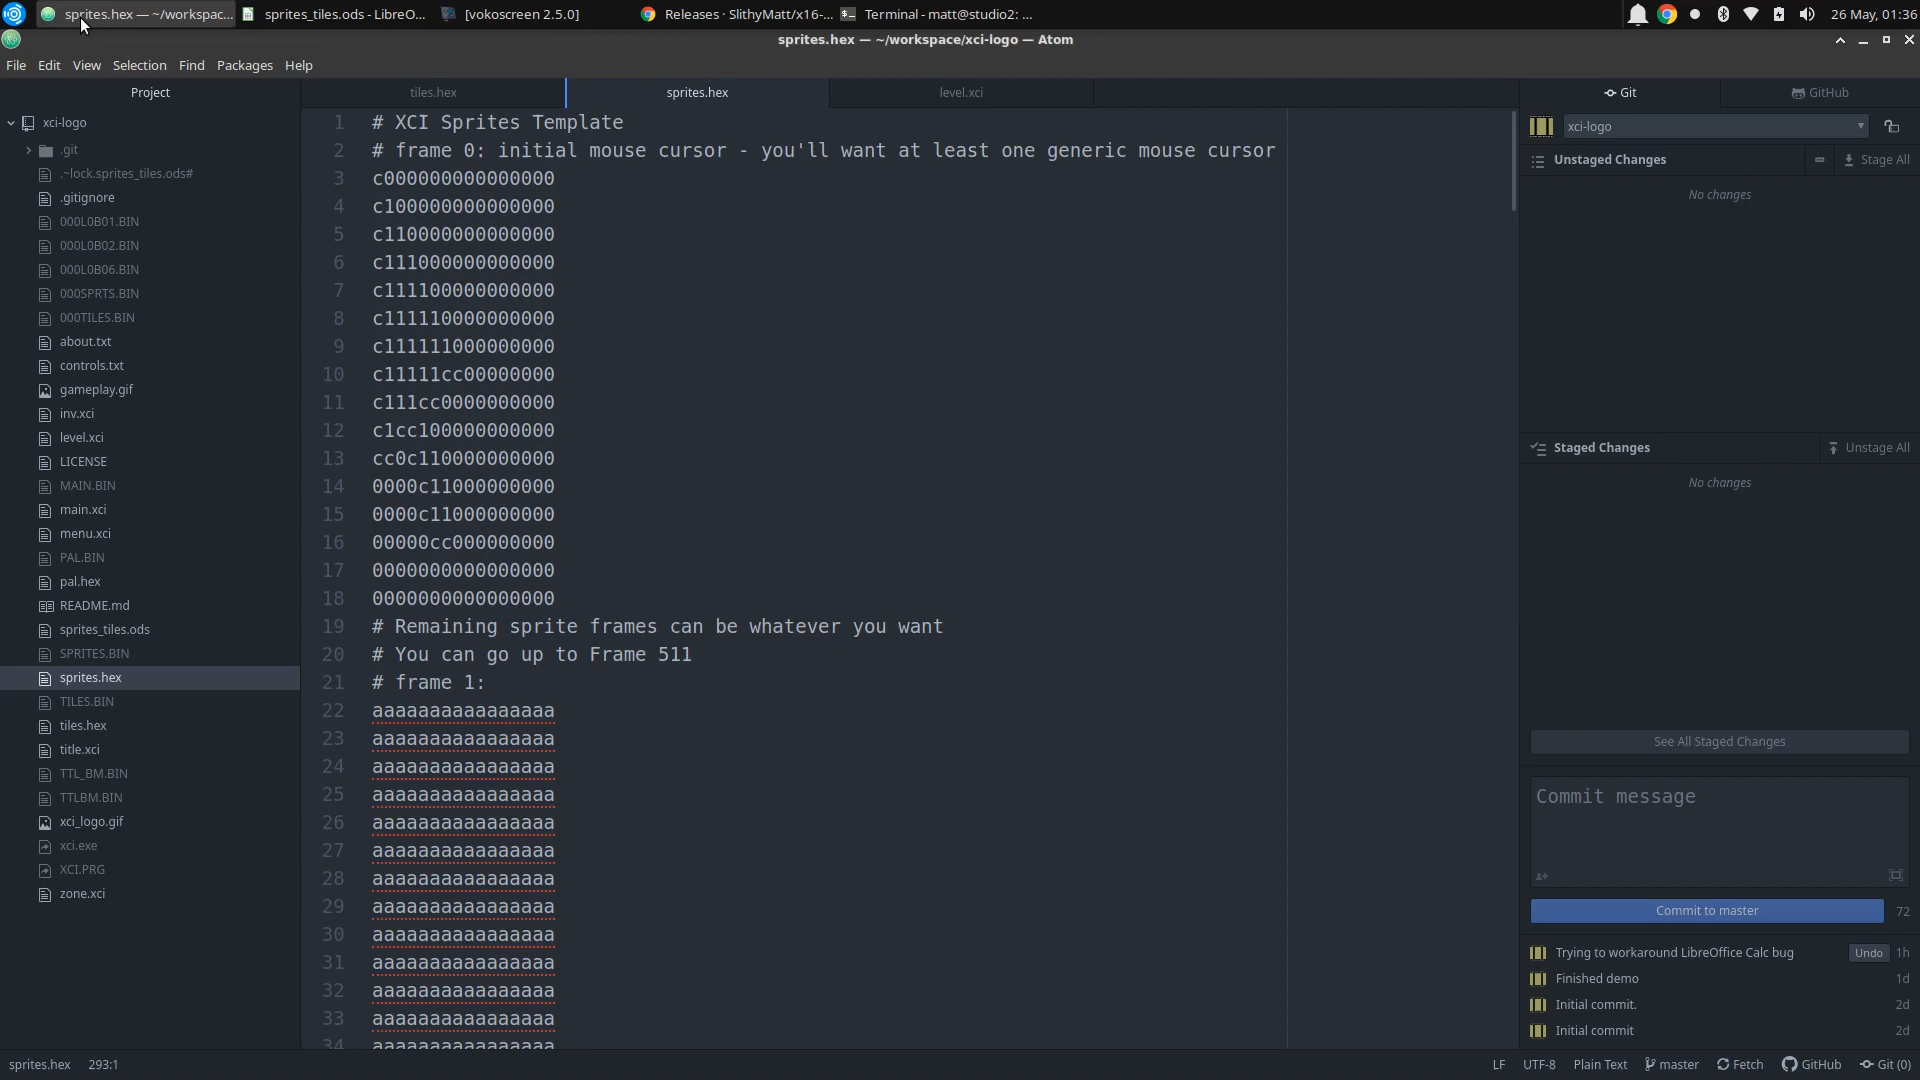 sprites.hex — ~/workspac...
sprites_tiles.ods - LibreO...
[vokoscreen 2.5.0]
Releases · SlithyMatt/x16-...
Terminal - matt@studio2: ...
26 May, 01:36
sprites.hex — ~/workspace/xci-logo — Atom
File Edit View Selection Find Packages Help
Project
xci-logo
.git
.~lock.sprites_tiles.ods#
.gitignore
000L0B01.BIN
000L0B02.BIN
000L0B06.BIN
000SPRTS.BIN
000TILES.BIN
about.txt
controls.txt
gameplay.gif
inv.xci
level.xci
LICENSE
MAIN.BIN
main.xci
menu.xci
PAL.BIN
pal.hex
README.md
sprites_tiles.ods
SPRITES.BIN
sprites.hex
TILES.BIN
tiles.hex
title.xci
TTL_BM.BIN
TTLBM.BIN
xci_logo.gif
xci.exe
XCI.PRG
zone.xci
tiles.hex
sprites.hex
level.xci
1 # XCI Sprites Template
2 # frame 0: initial mouse cursor - you'll want at least one generic mouse cursor
3 c000000000000000
4 c100000000000000
5 c110000000000000
6 c111000000000000
7 c111100000000000
8 c111110000000000
9 c111111000000000
10 c11111cc00000000
11 c111cc0000000000
12 c1cc100000000000
13 cc0c110000000000
14 0000c11000000000
15 0000c11000000000
16 00000cc000000000
17 0000000000000000
18 0000000000000000
19 # Remaining sprite frames can be whatever you want
20 # You can go up to Frame 511
21 # frame 1:
22 aaaaaaaaaaaaaaaa
23 aaaaaaaaaaaaaaaa
24 aaaaaaaaaaaaaaaa
25 aaaaaaaaaaaaaaaa
26 aaaaaaaaaaaaaaaa
27 aaaaaaaaaaaaaaaa
28 aaaaaaaaaaaaaaaa
29 aaaaaaaaaaaaaaaa
30 aaaaaaaaaaaaaaaa
31 aaaaaaaaaaaaaaaa
32 aaaaaaaaaaaaaaaa
33 aaaaaaaaaaaaaaaa
34 aaaaaaaaaaaaaaaa
Git
GitHub
xci-logo
Unstaged Changes
Stage All
No changes
Staged Changes
Unstage All
No changes
See All Staged Changes
Commit message
Commit to master
72
Trying to workaround LibreOffice Calc bug Undo 1h
Finished demo 1d
Initial commit. 2d
Initial commit 2d
sprites.hex 293:1
LF UTF-8 Plain Text master Fetch GitHub Git (0)